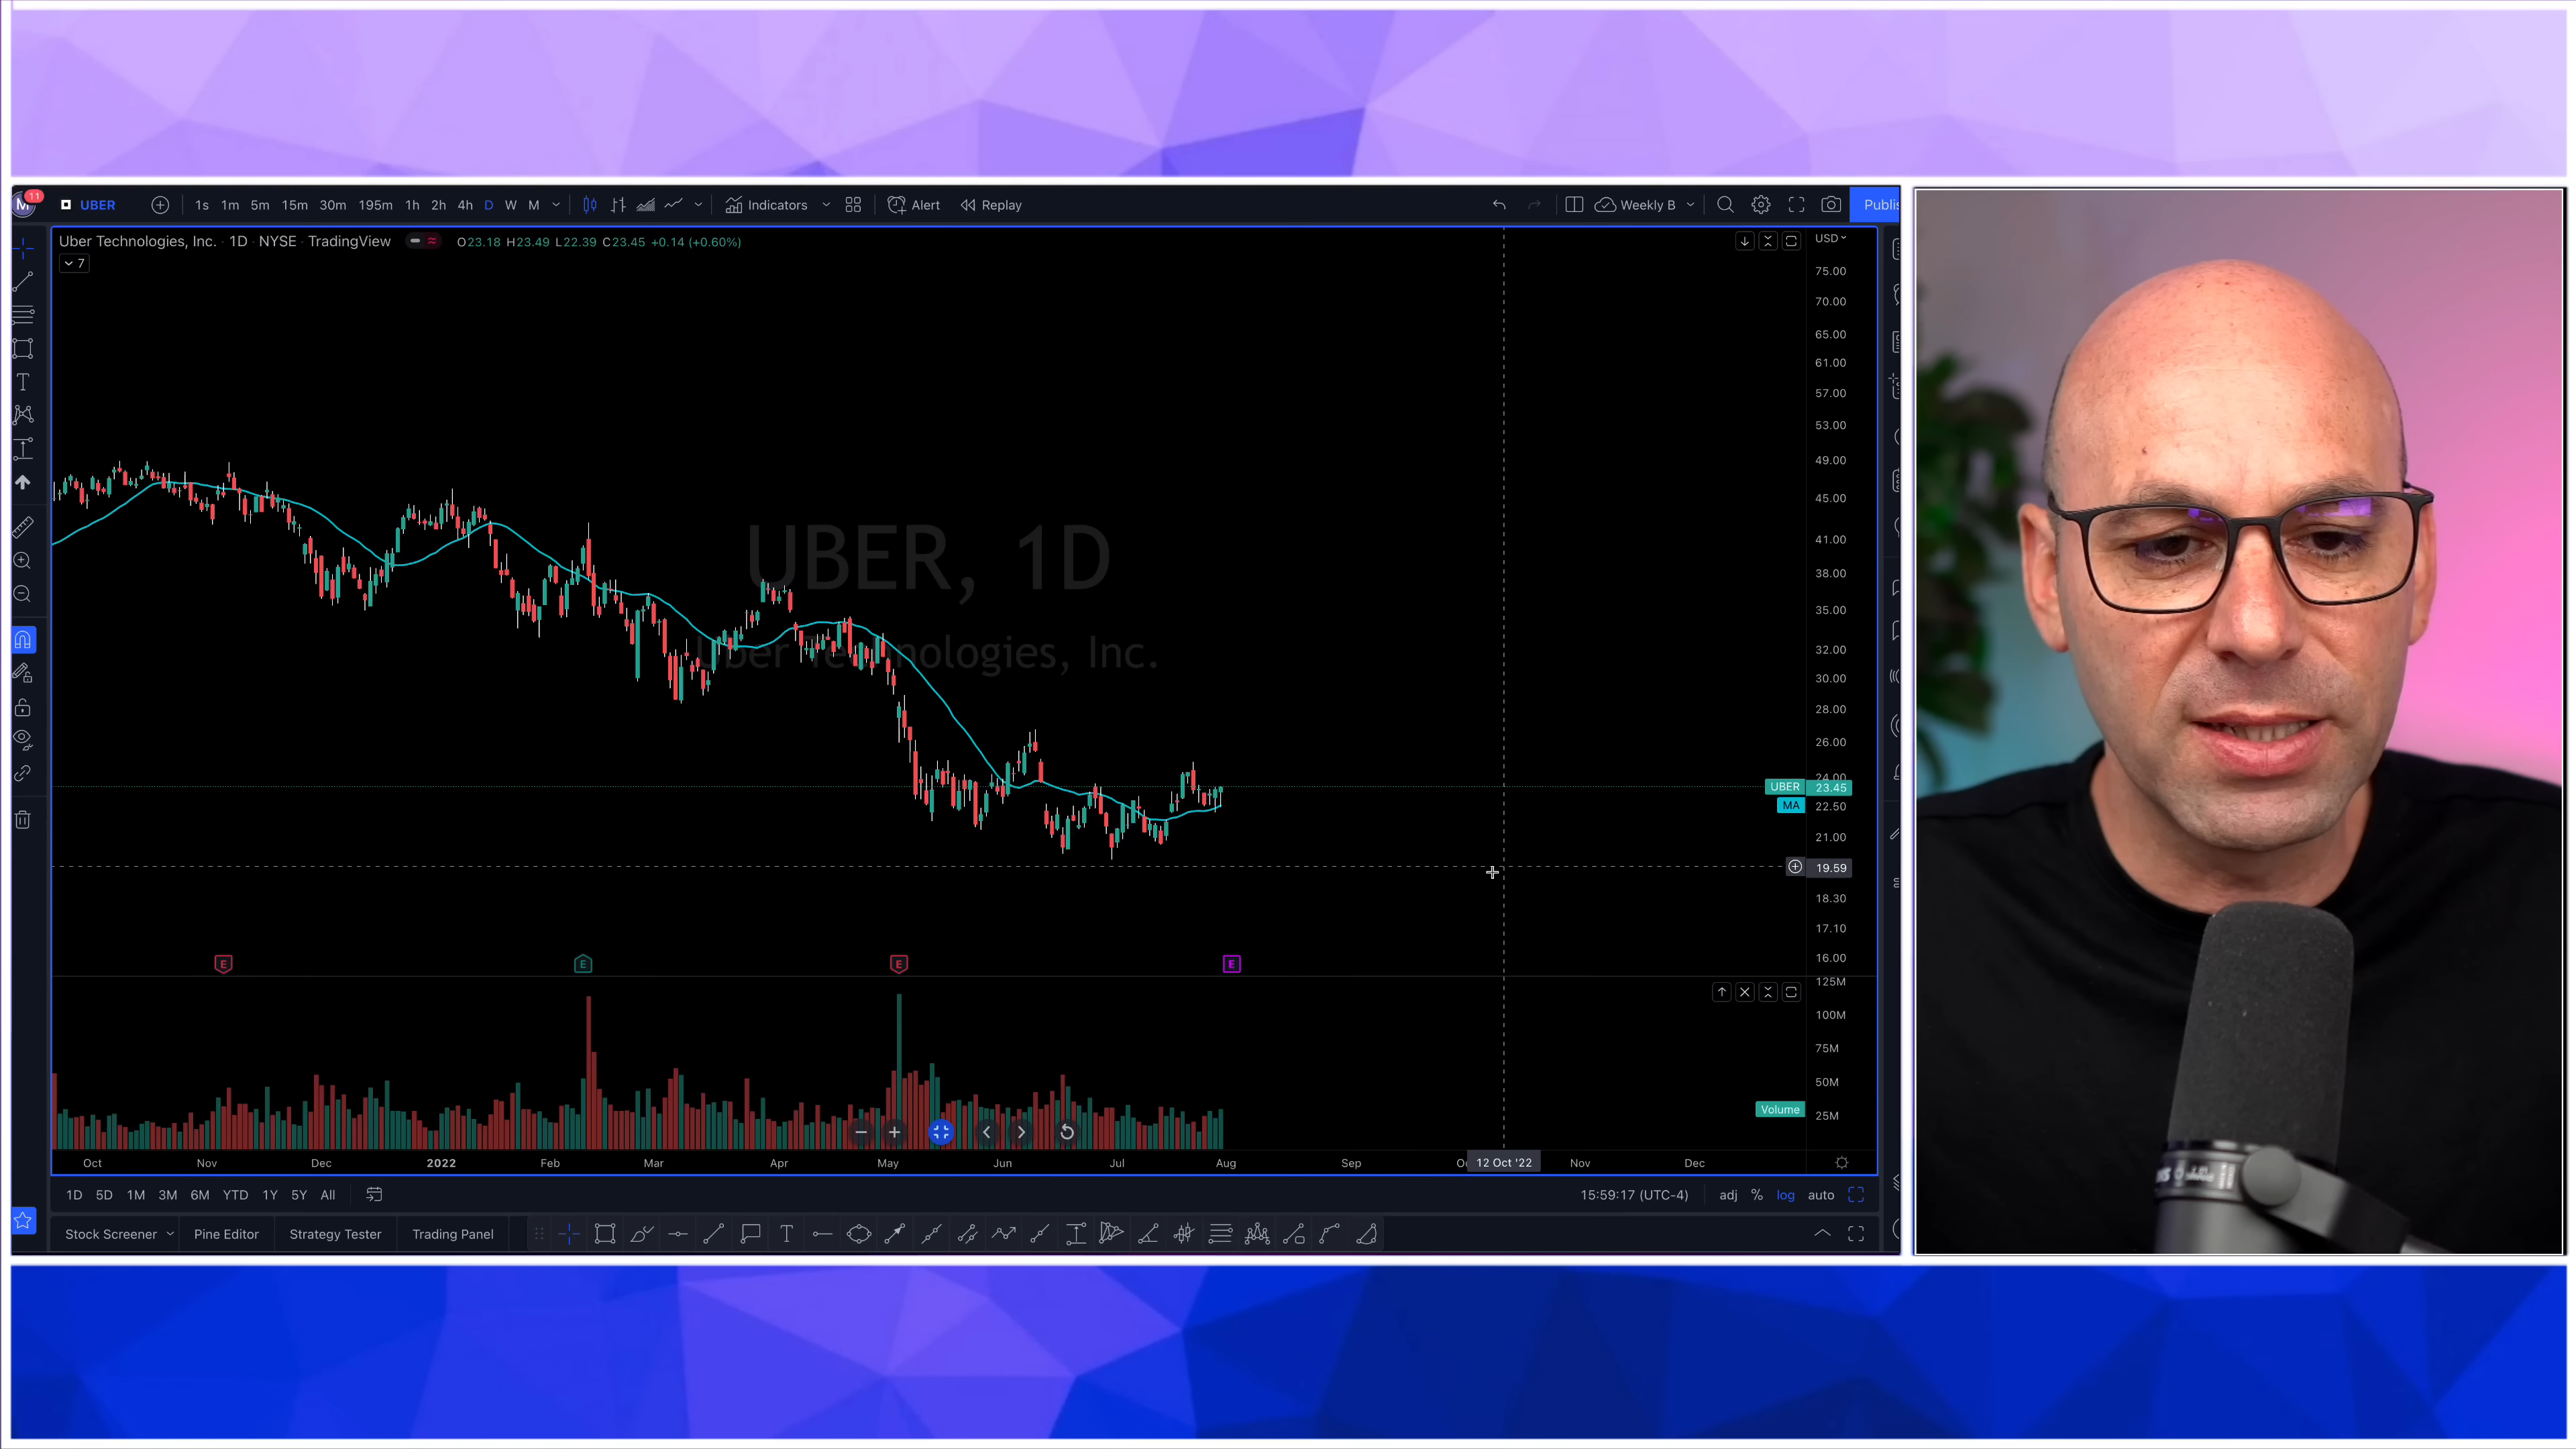 11
M UBER 1s 1m 5m 15m 30m 195m 1h 2h 4h D W M Indicators Alert Replay Weekly B Publis
Uber Technologies, Inc. · 1D · NYSE · TradingView O23.18 H23.49 L22.39 C23.45 +0.14 (+0.60%) USD
7
75.00
70.00
65.00
61.00
57.00
53.00
49.00
45.00
UBER, 1D
41.00
38.00
35.00
Uber Technologies, Inc.
32.00
30.00
28.00
26.00
24.00
UBER 23.45
MA 22.50
21.00
19.59
18.30
17.10
16.00
E E E E
125M
100M
75M
50M
Volume 25M
Oct Nov Dec 2022 Feb Mar Apr May Jun Jul Aug Sep 12 Oct '22 Nov Dec
1D 5D 1M 3M 6M YTD 1Y 5Y All 15:59:17 (UTC-4) adj % log auto
Stock Screener Pine Editor Strategy Tester Trading Panel